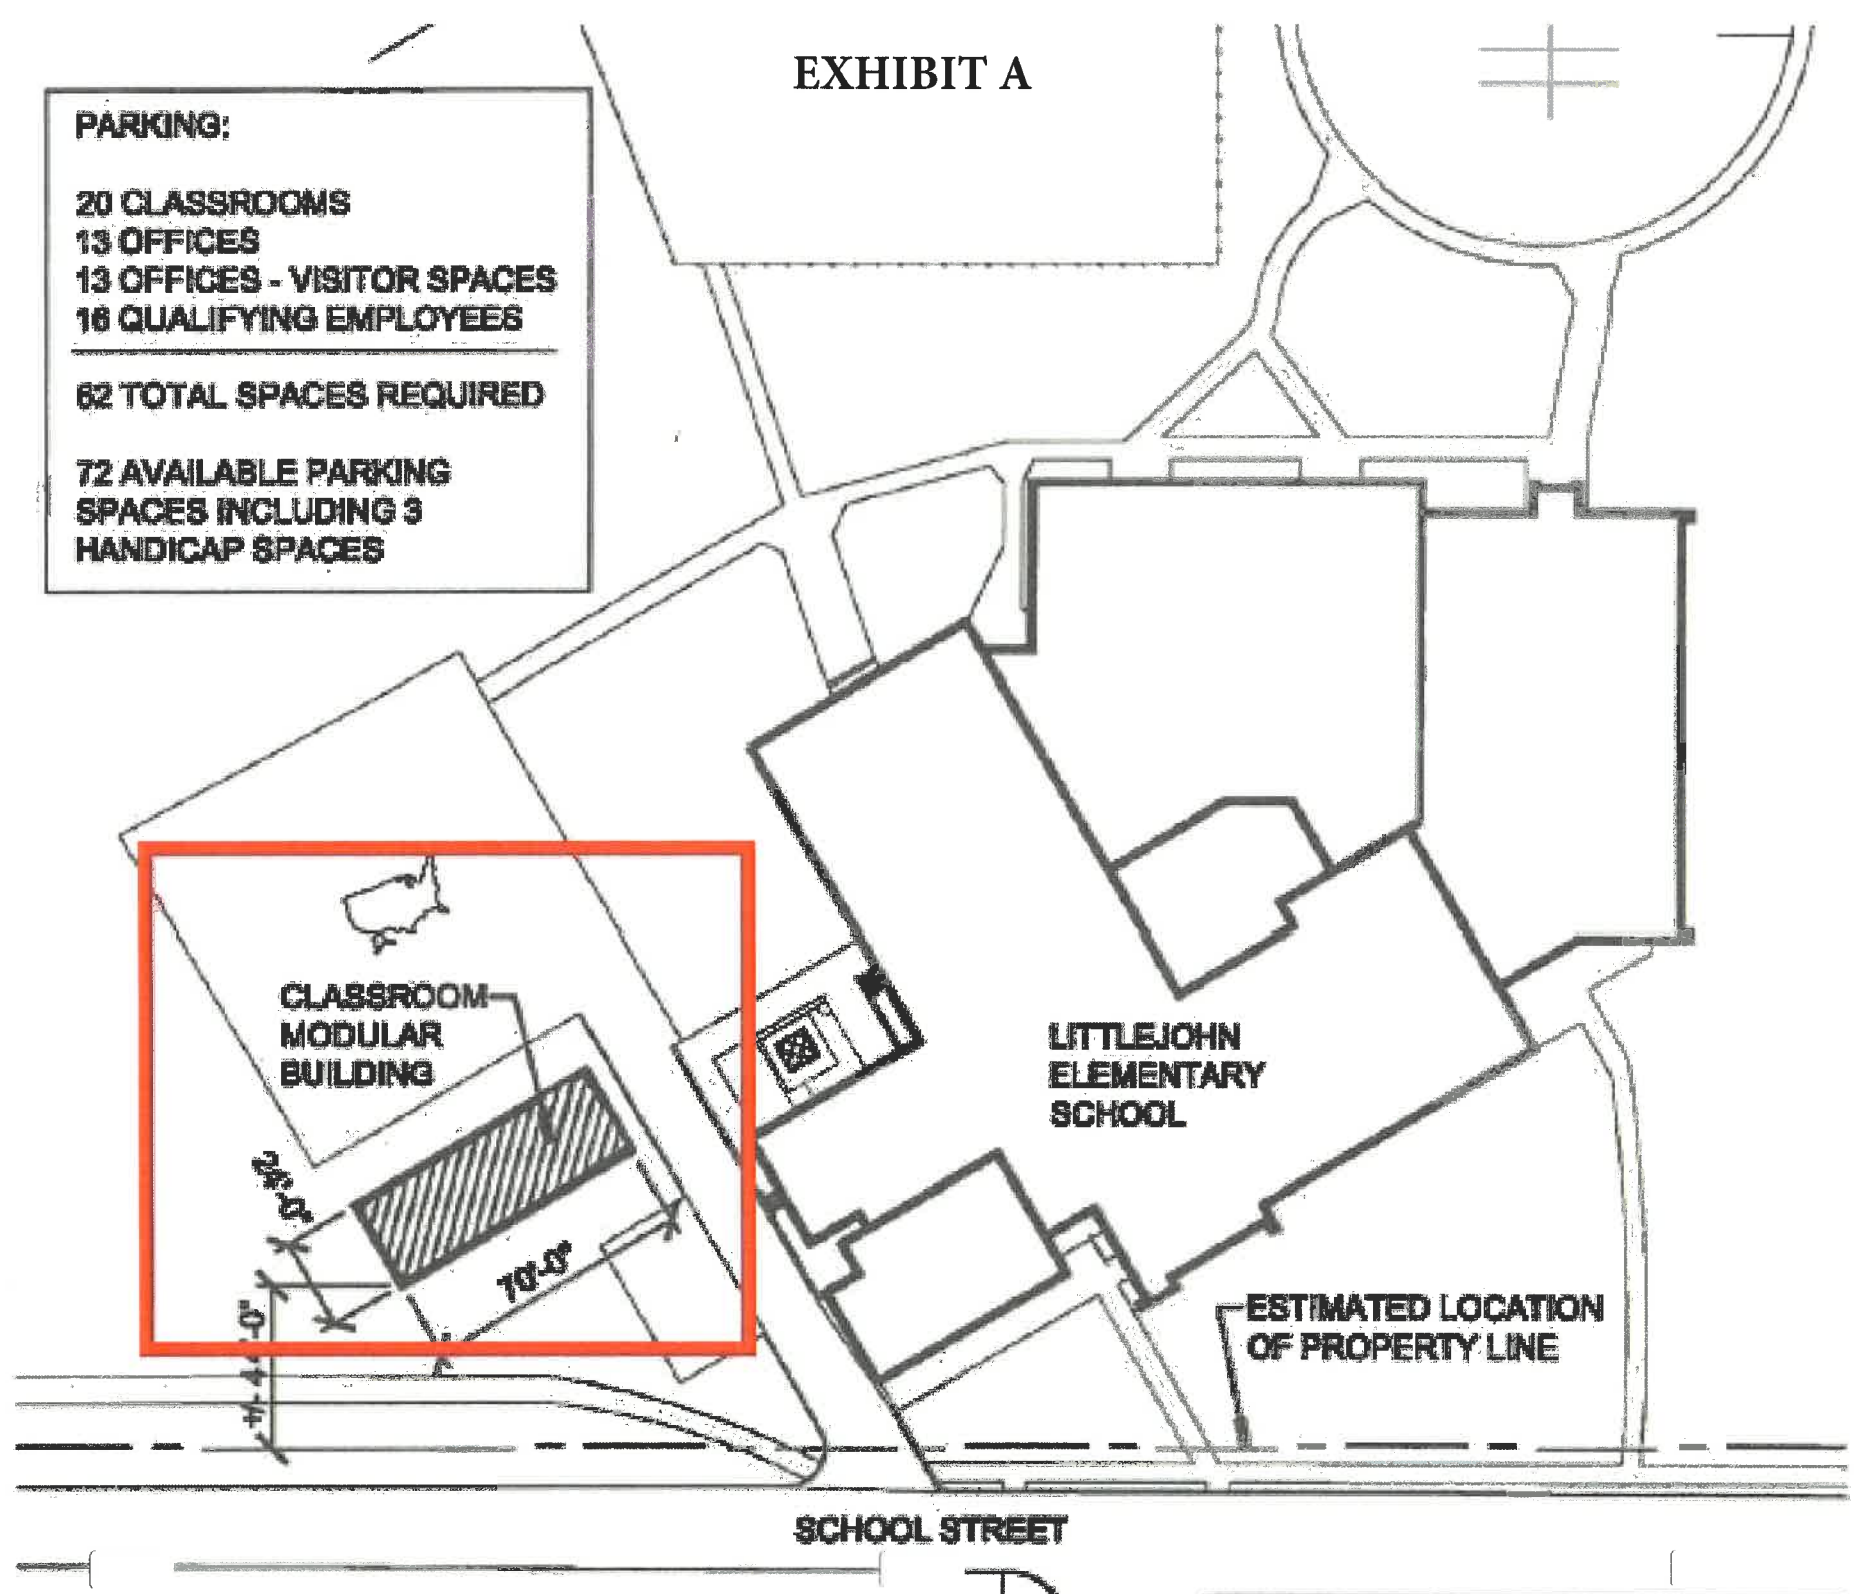 EXHIBIT A
PARKING:
20 CLASSROOMS
13 OFFICES
13 OFFICES - VISITOR SPACES
16 QUALIFYING EMPLOYEES
62 TOTAL SPACES REQUIRED
72 AVAILABLE PARKING
SPACES INCLUDING 3
HANDICAP SPACES
CLASSROOM
MODULAR
BUILDING
LITTLEJOHN
ELEMENTARY
SCHOOL
70'-0"
ESTIMATED LOCATION
OF PROPERTY LINE
SCHOOL STREET